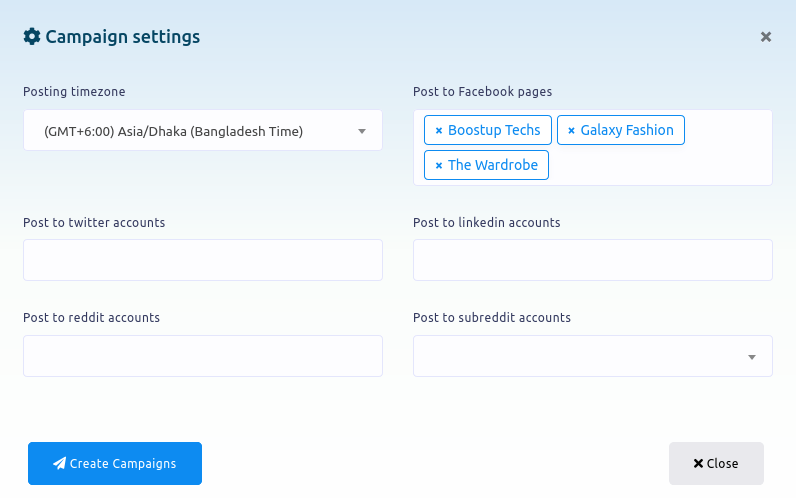 Campaign settings
Posting timezone
(GMT+6:00) Asia/Dhaka (Bangladesh Time)
Post to Facebook pages
× Boostup Techs × Galaxy Fashion
× The Wardrobe
Post to twitter accounts
Post to linkedin accounts
Post to reddit accounts
Post to subreddit accounts
Create Campaigns
Close